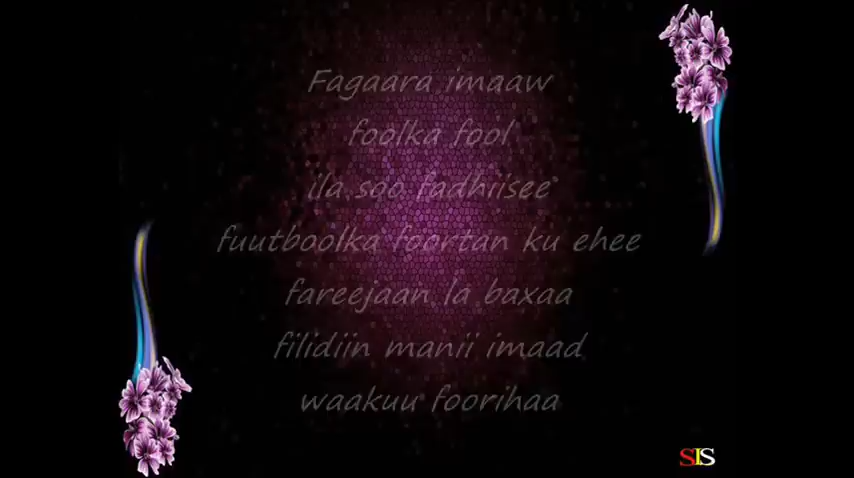 Fagaara imaaw
foolka fool
ila soo fadhiisee
fuutboolka foortan ku ehee
fareejaan la baxaa
filidiin manii imaad
waakuu foorihaa
SIS